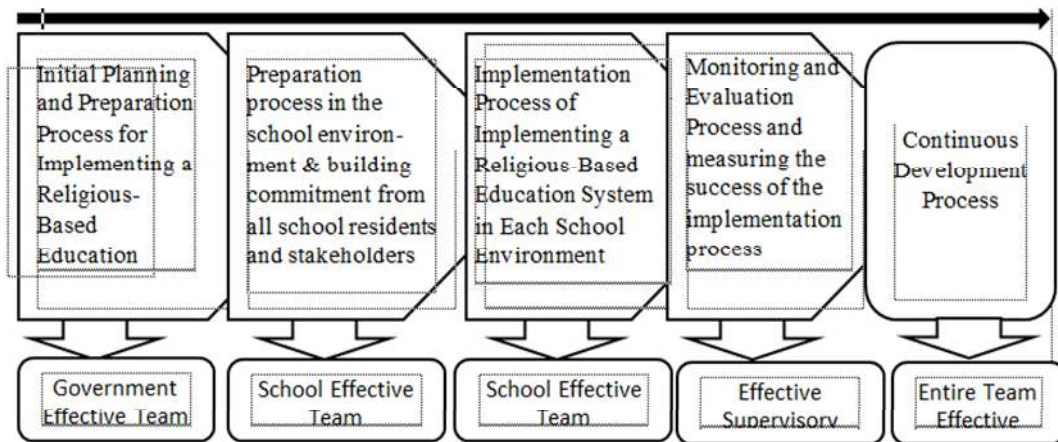 Initial Planning
and Preparation
Process for
Implementing a
Religious-
Based
Education
Preparation
process in the
school environ-
ment & building
commitment from
all school residents
and stakeholders
Implementation
Process of
Implementing a
Religious-Based
Education System
in Each School
Environment
Monitoring and
Evaluation
Process and
measuring the
success of the
implementation
process
Continuous
Development
Process
Government
Effective Team
School Effective
Team
School Effective
Team
Effective
Supervisory
Entire Team
Effective